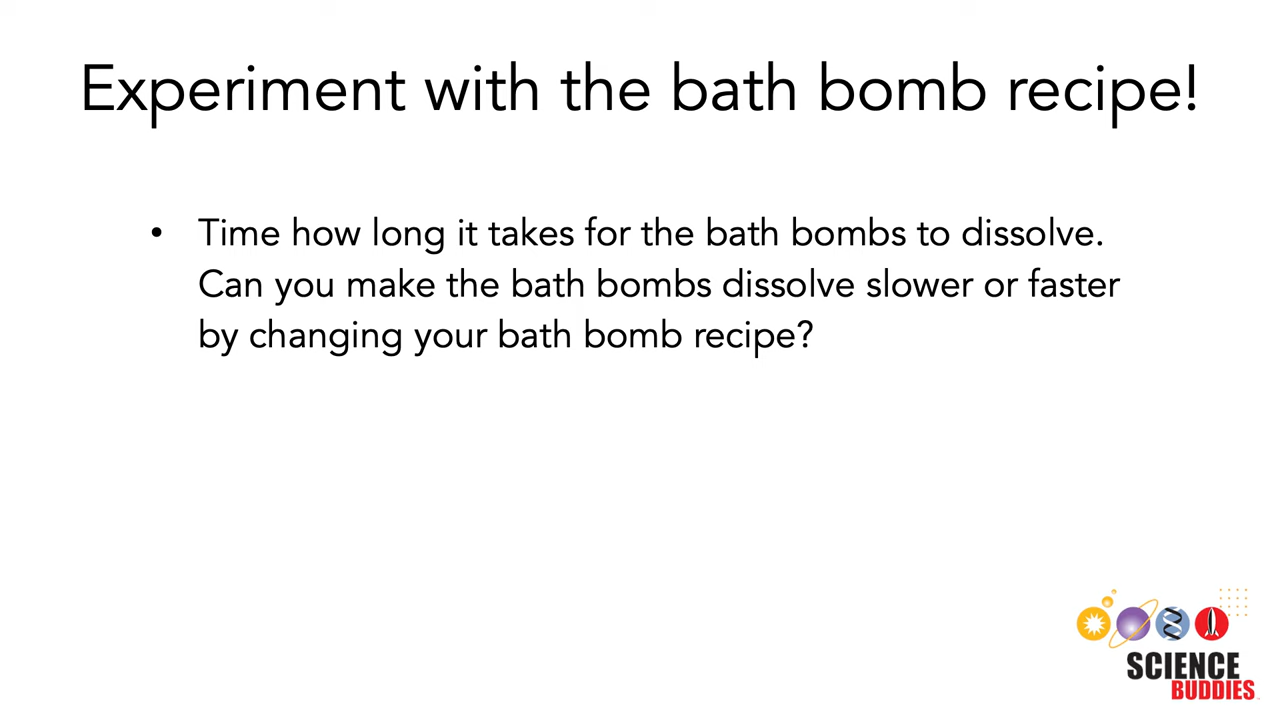 Experiment with the bath bomb recipe!
• Time how long it takes for the bath bombs to dissolve.
Can you make the bath bombs dissolve slower or faster
by changing your bath bomb recipe?
SCIENCE
BUDDIES